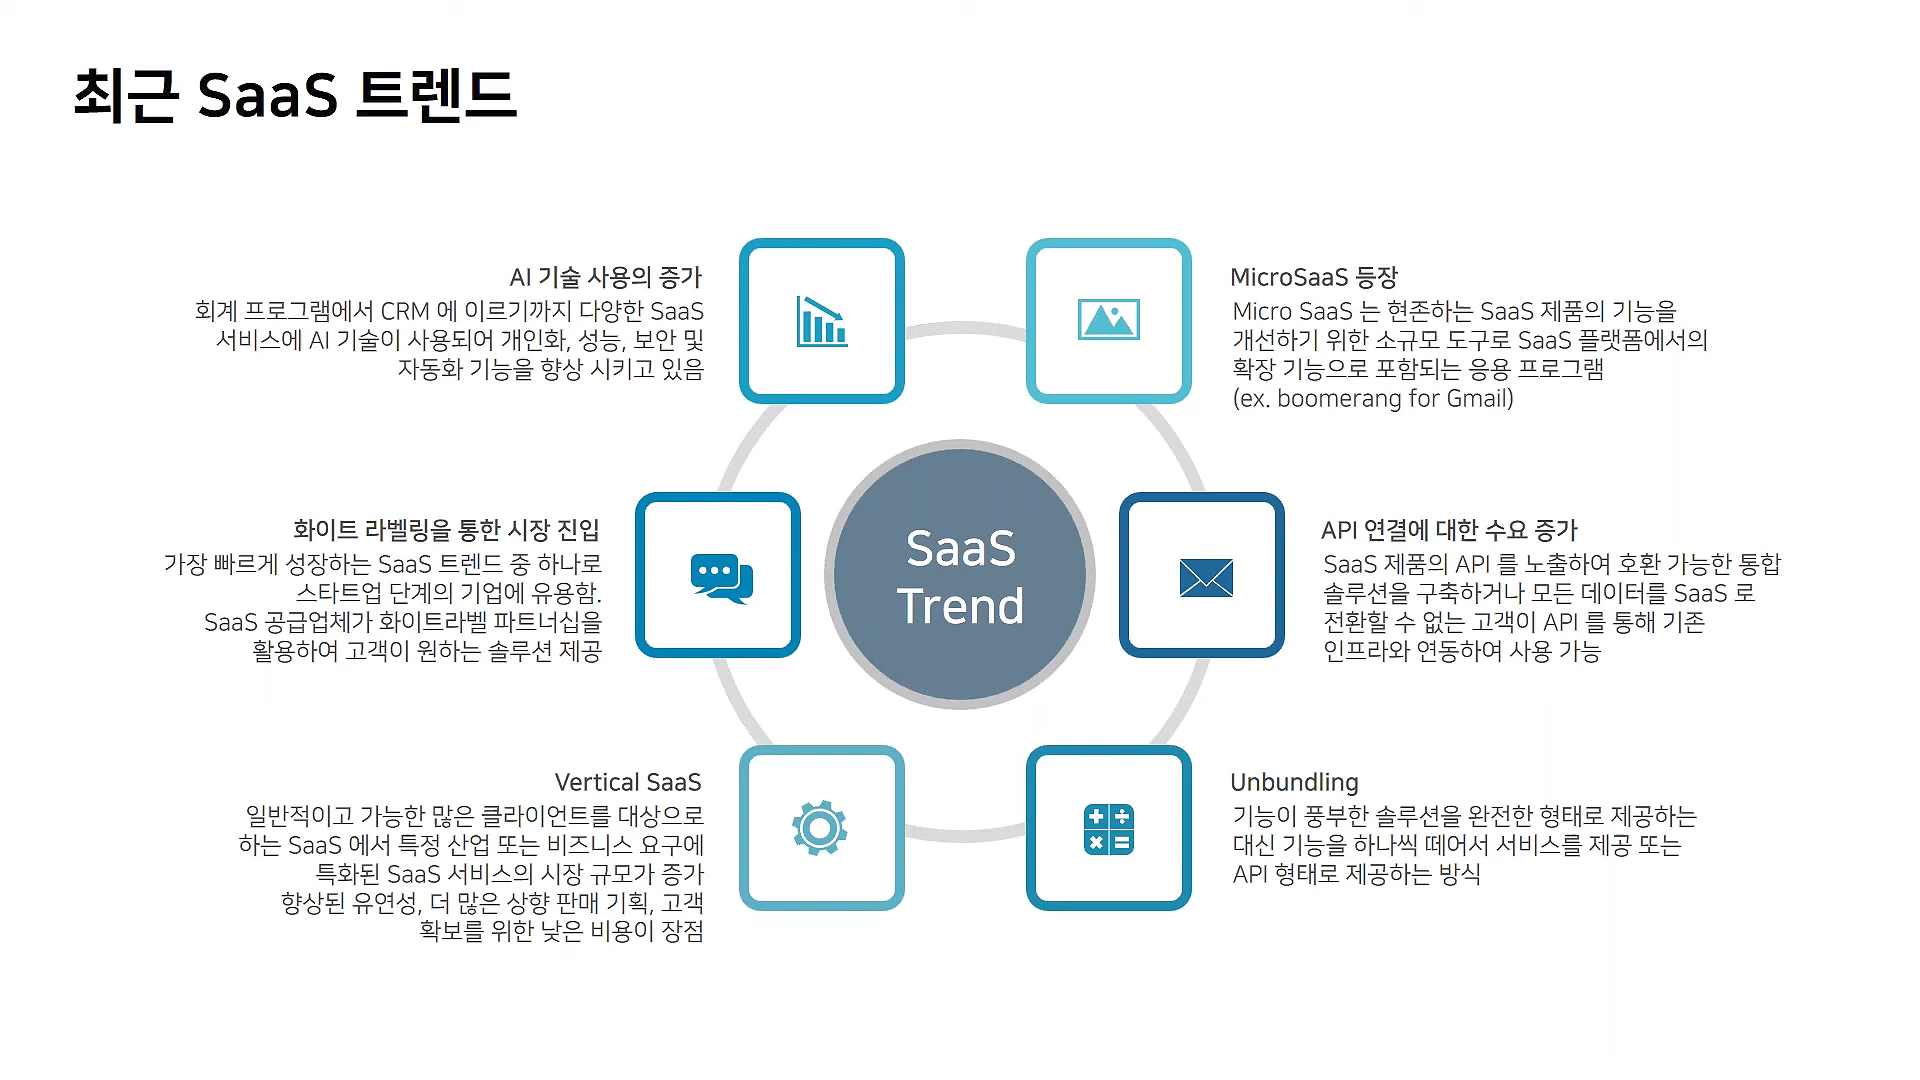 최근 SaaS 트렌드
AI 기술 사용의 증가
회계 프로그램에서 CRM 에 이르기까지 다양한 SaaS
서비스에 AI 기술이 사용되어 개인화, 성능, 보안 및
자동화 기능을 향상 시키고 있음
MicroSaaS 등장
Micro SaaS 는 현존하는 SaaS 제품의 기능을
개선하기 위한 소규모 도구로 SaaS 플랫폼에서의
확장 기능으로 포함되는 응용 프로그램
(ex. boomerang for Gmail)
화이트 라벨링을 통한 시장 진입
가장 빠르게 성장하는 SaaS 트렌드 중 하나로
스타트업 단계의 기업에 유용함.
SaaS 공급업체가 화이트라벨 파트너십을
활용하여 고객이 원하는 솔루션 제공
SaaS
Trend
API 연결에 대한 수요 증가
SaaS 제품의 API 를 노출하여 호환 가능한 통합
솔루션을 구축하거나 모든 데이터를 SaaS 로
전환할 수 없는 고객이 API 를 통해 기존
인프라와 연동하여 사용 가능
Vertical SaaS
일반적이고 가능한 많은 클라이언트를 대상으로
하는 SaaS 에서 특정 산업 또는 비즈니스 요구에
특화된 SaaS 서비스의 시장 규모가 증가
향상된 유연성, 더 많은 상향 판매 기획, 고객
확보를 위한 낮은 비용이 장점
Unbundling
기능이 풍부한 솔루션을 완전한 형태로 제공하는
대신 기능을 하나씩 떼어서 서비스를 제공 또는
API 형태로 제공하는 방식